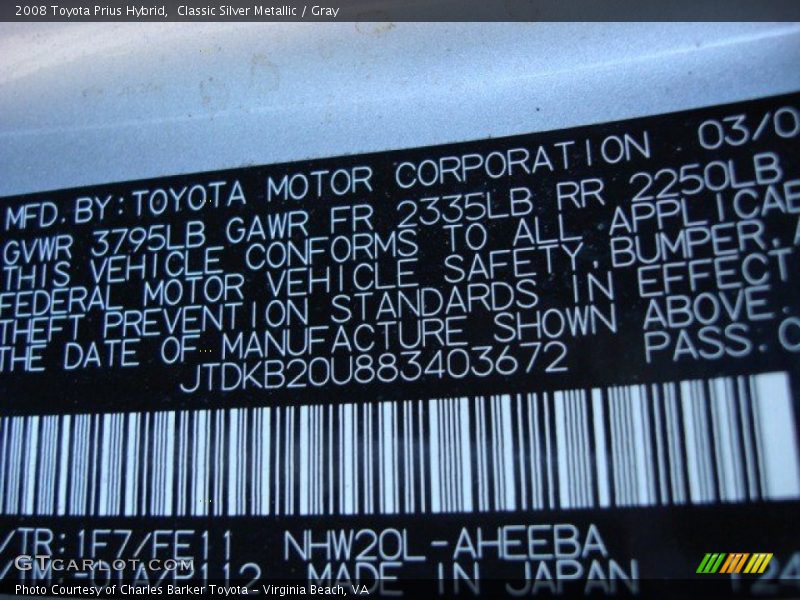 2008 Toyota Prius Hybrid, Classic Silver Metallic / Gray
MFD. BY: TOYOTA MOTOR CORPORATION 03/0
GVWR 3795LB GAWR FR 2335LB RR 2250LB
THIS VEHICLE CONFORMS TO ALL APPLICAB
FEDERAL MOTOR VEHICLE SAFETY, BUMPER, A
THEFT PREVENTION STANDARDS IN EFFECT
THE DATE OF MANUFACTURE SHOWN ABOVE.
JTDKB20U883403672 PASS. C
/TR: 1F7/FE11 NHW20L-AHEEBA
MADE IN JAPAN
GTCarLot.com
Photo Courtesy of Charles Barker Toyota - Virginia Beach, VA